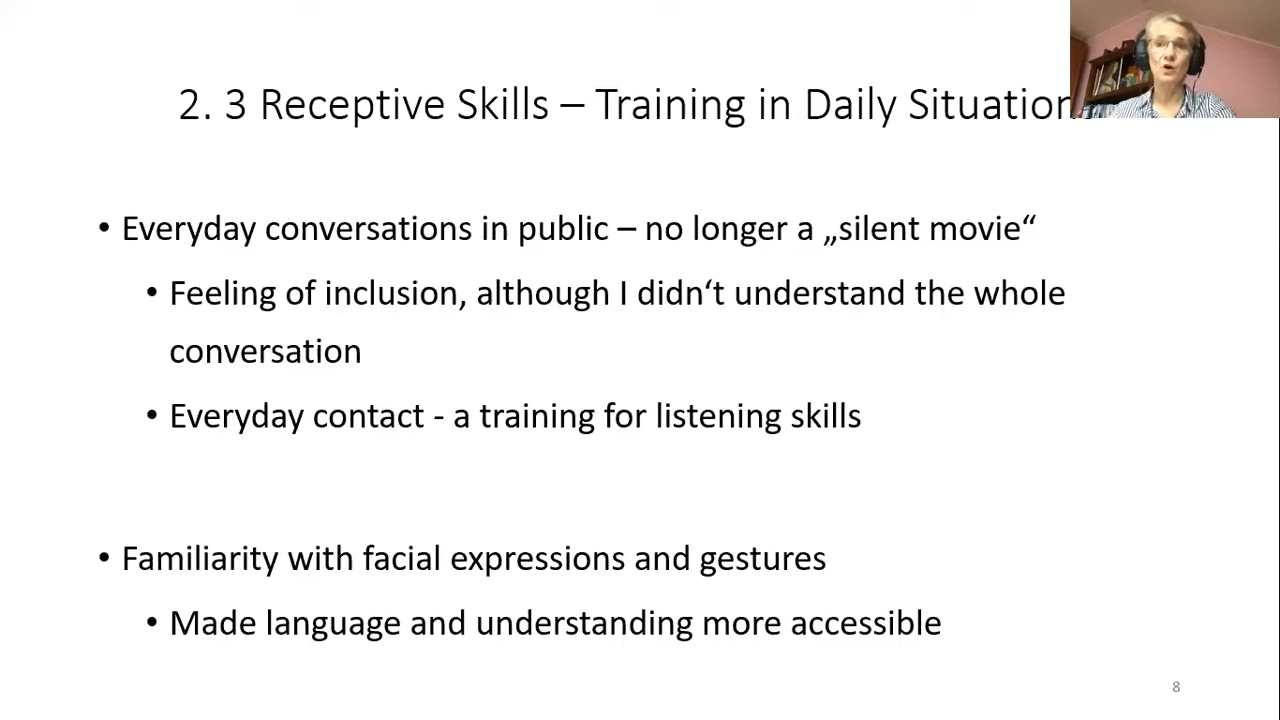 2. 3 Receptive Skills – Training in Daily Situation
• Everyday conversations in public – no longer a „silent movie“
• Feeling of inclusion, although I didn‘t understand the whole
conversation
• Everyday contact - a training for listening skills
• Familiarity with facial expressions and gestures
• Made language and understanding more accessible
8